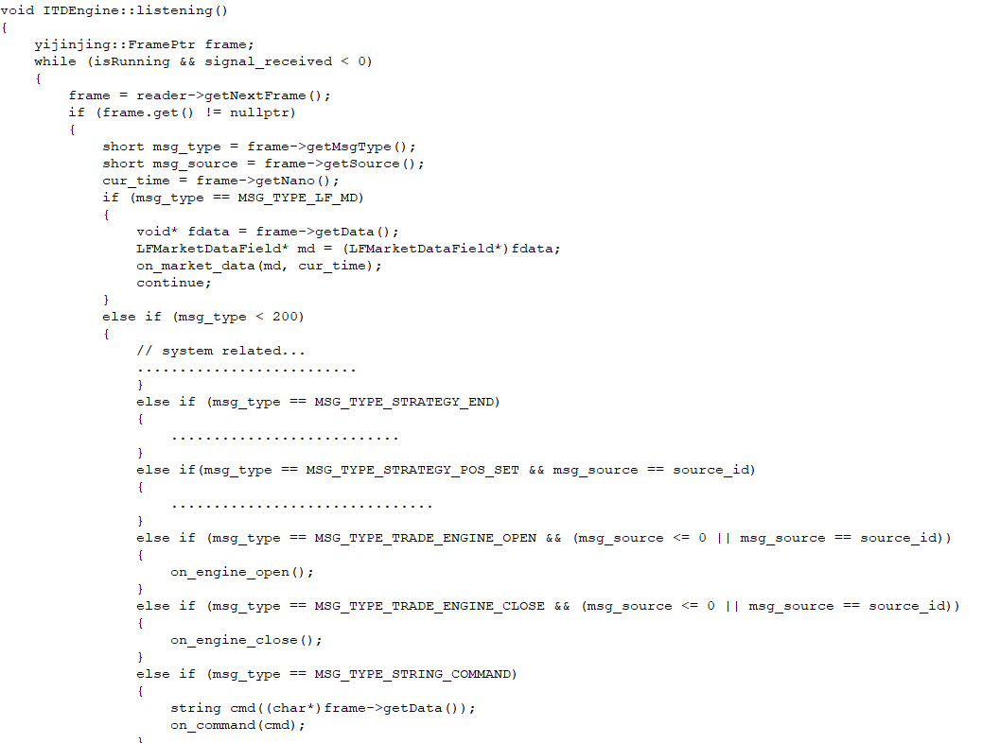 void ITDEngine::listening()
{
    yijinjing::FramePtr frame;
    while (isRunning && signal_received < 0)
    {
        frame = reader->getNextFrame();
        if (frame.get() != nullptr)
        {
            short msg_type = frame->getMsgType();
            short msg_source = frame->getSource();
            cur_time = frame->getNano();
            if (msg_type == MSG_TYPE_LF_MD)
            {
                void* fdata = frame->getData();
                LFMarketDataField* md = (LFMarketDataField*)fdata;
                on_market_data(md, cur_time);
                continue;
            }
            else if (msg_type < 200)
            {
                // system related...
                ..........................
                }
                else if (msg_type == MSG_TYPE_STRATEGY_END)
                {
                    ...........................
                }
                else if(msg_type == MSG_TYPE_STRATEGY_POS_SET && msg_source == source_id)
                {
                    ...............................
                }
                else if (msg_type == MSG_TYPE_TRADE_ENGINE_OPEN && (msg_source <= 0 || msg_source == source_id))
                {
                    on_engine_open();
                }
                else if (msg_type == MSG_TYPE_TRADE_ENGINE_CLOSE && (msg_source <= 0 || msg_source == source_id))
                {
                    on_engine_close();
                }
                else if (msg_type == MSG_TYPE_STRING_COMMAND)
                {
                    string cmd((char*)frame->getData());
                    on_command(cmd);
                }